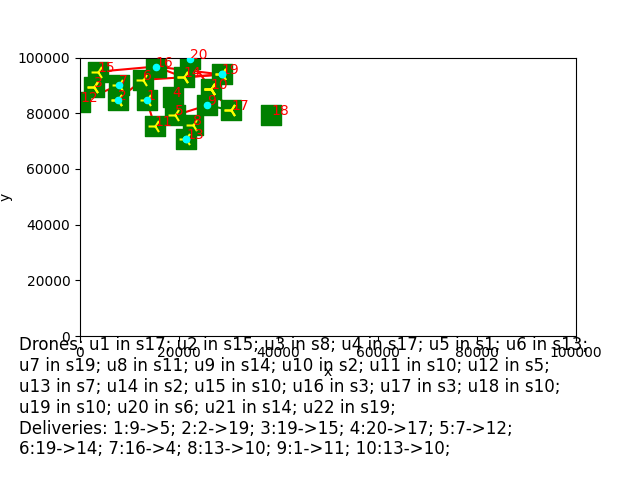 20
16
15
19
12
17
18
100000
80000
60000
40000
20000
0
y
0 20000 40000 60000 80000 100000
x
Drones: u1 in s17; u2 in s15; u3 in s8; u4 in s17; u5 in s1; u6 in s13;
u7 in s19; u8 in s11; u9 in s14; u10 in s2; u11 in s10; u12 in s5;
u13 in s7; u14 in s2; u15 in s10; u16 in s3; u17 in s3; u18 in s10;
u19 in s10; u20 in s6; u21 in s14; u22 in s19;
Deliveries: 1:9->5; 2:2->19; 3:19->15; 4:20->17; 5:7->12;
6:19->14; 7:16->4; 8:13->10; 9:1->11; 10:13->10;